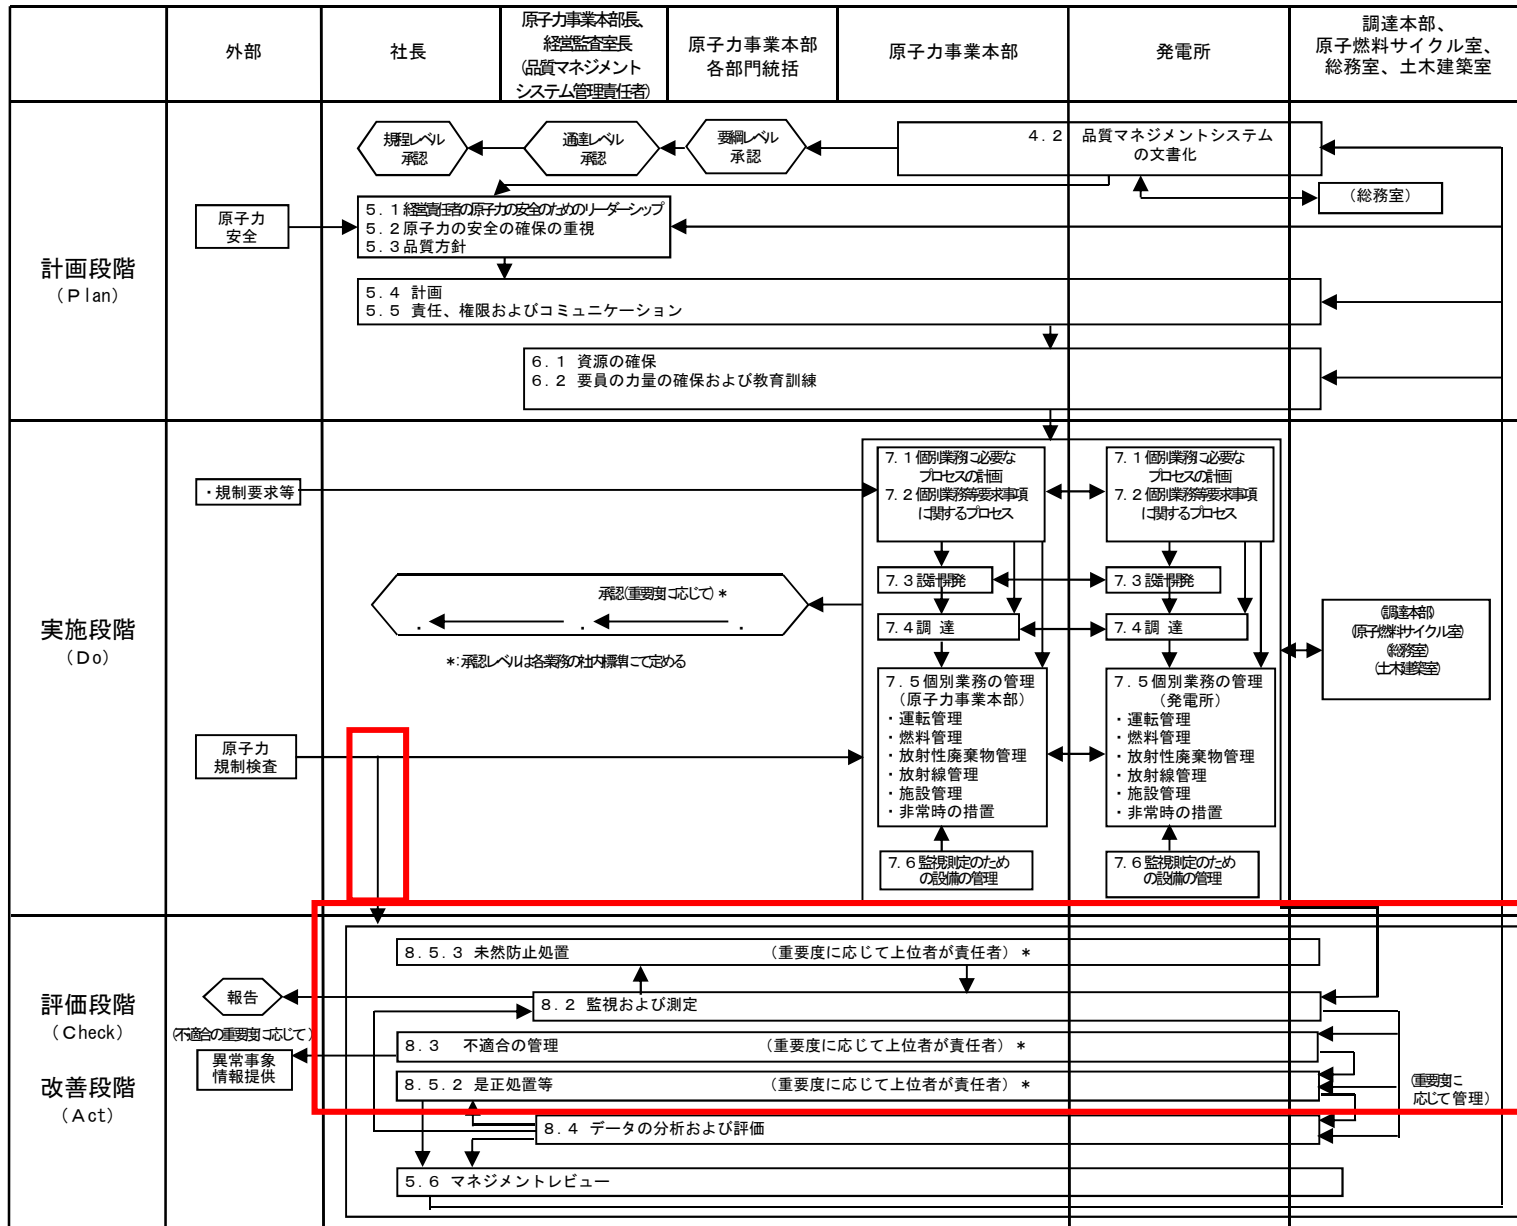 外部
社長
原子力事業本部長、
経営監査室長
(品質マネジメント
システム管理責任者)
原子力事業本部
各部門統括
原子力事業本部
発電所
調達本部、
原子燃料サイクル室、
総務室、土木建築室
計画段階
（Ｐlan）
規程レベル
承認
通達レベル
承認
要綱レベル
承認
４.２ 品質マネジメントシステム
の文書化
（総務室）
原子力
安全
５.１経営責任者の原子力の安全のためのリーダーシップ
５.２原子力の安全の確保の重視
５.３品質方針
５.４ 計画
５.５ 責任、権限およびコミュニケーション
６.１ 資源の確保
６.２ 要員の力量の確保および教育訓練
実施段階
（Ｄo）
・規制要求等
７.１個別業務に必要な
プロセスの計画
７.２個別業務等要求事項
に関するプロセス
７.１個別業務に必要な
プロセスの計画
７.２個別業務等要求事項
に関するプロセス
７.３設計開発
７.３設計開発
承認(重要度に応じて)＊
７.４調 達
７.４調 達
＊:承認レベルは各業務の社内標準にて定める
(調達本部)
(原子燃料サイクル室)
(総務室)
(土木建築室)
原子力
規制検査
７.５個別業務の管理
（原子力事業本部）
・運転管理
・燃料管理
・放射性廃棄物管理
・放射線管理
・施設管理
・非常時の措置
７.５個別業務の管理
（発電所）
・運転管理
・燃料管理
・放射性廃棄物管理
・放射線管理
・施設管理
・非常時の措置
７.６監視測定のため
の設備の管理
７.６監視測定のため
の設備の管理
評価段階
（Ｃheck）
改善段階
（Ａct）
８.５.３ 未然防止処置 （重要度に応じて上位者が責任者）＊
報告
８.２ 監視および測定
(不適合の重要度に応じて)
異常事象
情報提供
８.３ 不適合の管理 （重要度に応じて上位者が責任者）＊
８.５.２ 是正処置等 （重要度に応じて上位者が責任者）＊
(重要度に
応じて管理)
８.４ データの分析および評価
５.６ マネジメントレビュー